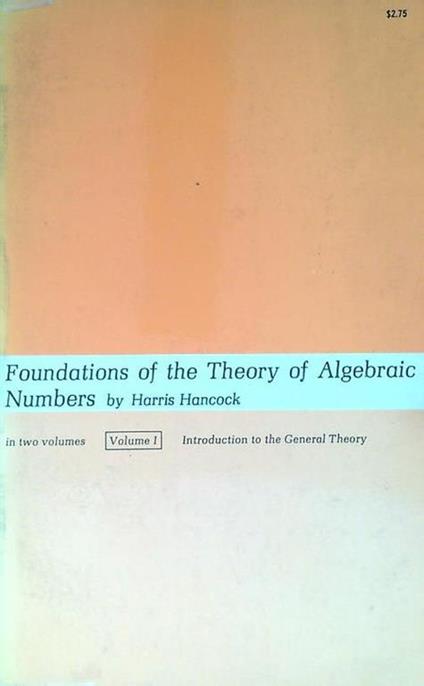 $2.75
Foundations of the Theory of Algebraic
Numbers by Harris Hancock
in two volumes Volume I Introduction to the General Theory